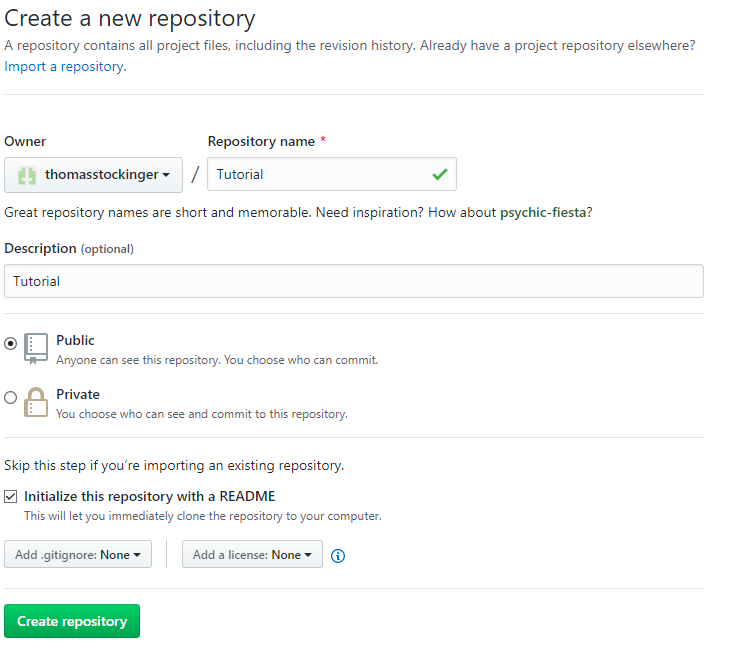 Create a new repository
A repository contains all project files, including the revision history. Already have a project repository elsewhere?
Import a repository.
Owner
Repository name *
thomasstockinger / Tutorial
Great repository names are short and memorable. Need inspiration? How about psychic-fiesta?
Description (optional)
Tutorial
Public
Anyone can see this repository. You choose who can commit.
Private
You choose who can see and commit to this repository.
Skip this step if you’re importing an existing repository.
Initialize this repository with a README
This will let you immediately clone the repository to your computer.
Add .gitignore: None
Add a license: None
Create repository